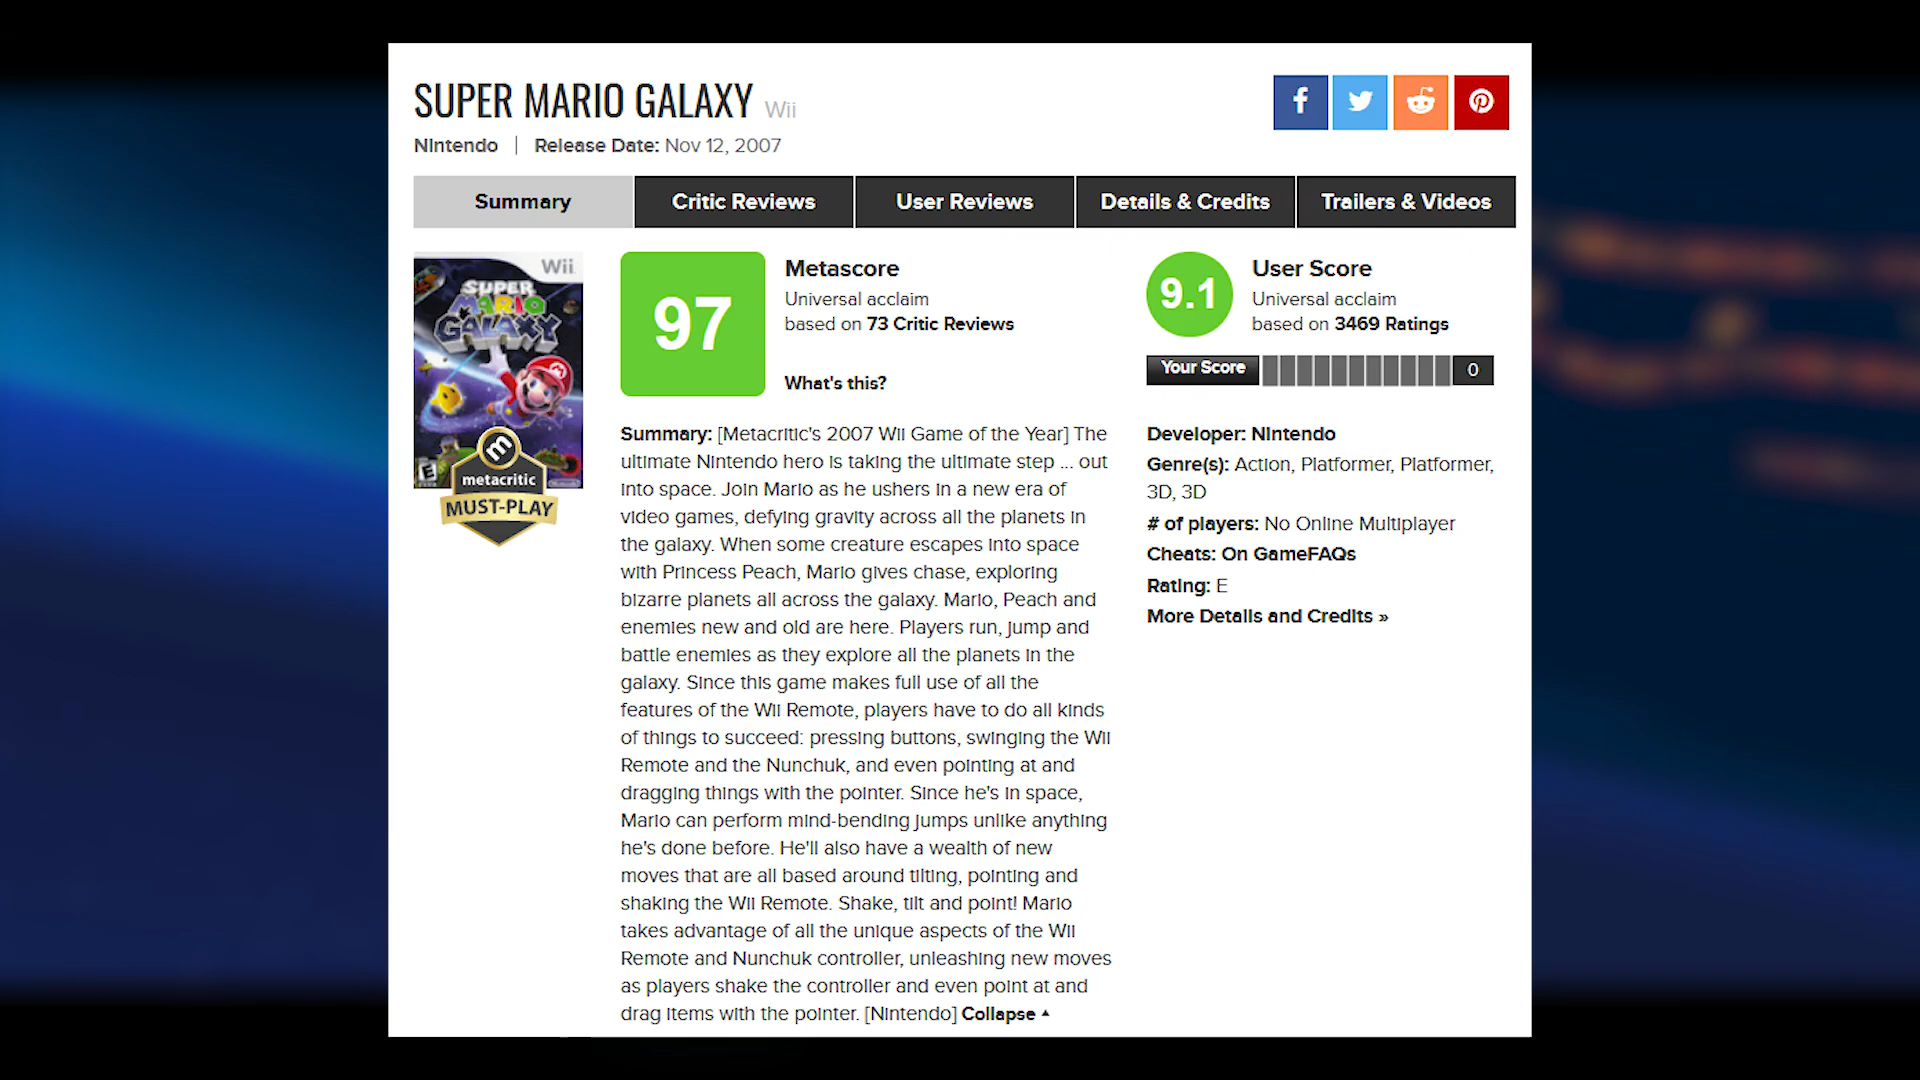 SUPER MARIO GALAXY Wii
Nintendo | Release Date: Nov 12, 2007
Summary
Critic Reviews
User Reviews
Details & Credits
Trailers & Videos
Wii
SUPER
MARIO
GALAXY
E
metacritic
MUST-PLAY
97
Metascore
Universal acclaim
based on 73 Critic Reviews
What's this?
9.1
User Score
Universal acclaim
based on 3469 Ratings
Your Score
0
Summary: [Metacritic's 2007 Wii Game of the Year] The
ultimate Nintendo hero is taking the ultimate step ... out
into space. Join Mario as he ushers in a new era of
video games, defying gravity across all the planets in
the galaxy. When some creature escapes into space
with Princess Peach, Mario gives chase, exploring
bizarre planets all across the galaxy. Mario, Peach and
enemies new and old are here. Players run, jump and
battle enemies as they explore all the planets in the
galaxy. Since this game makes full use of all the
features of the Wii Remote, players have to do all kinds
of things to succeed: pressing buttons, swinging the Wii
Remote and the Nunchuk, and even pointing at and
dragging things with the pointer. Since he's in space,
Mario can perform mind-bending jumps unlike anything
he's done before. He'll also have a wealth of new
moves that are all based around tilting, pointing and
shaking the Wii Remote. Shake, tilt and point! Mario
takes advantage of all the unique aspects of the Wii
Remote and Nunchuk controller, unleashing new moves
as players shake the controller and even point at and
drag items with the pointer. [Nintendo] Collapse
Developer: Nintendo
Genre(s): Action, Platformer, Platformer,
3D, 3D
# of players: No Online Multiplayer
Cheats: On GameFAQs
Rating: E
More Details and Credits »